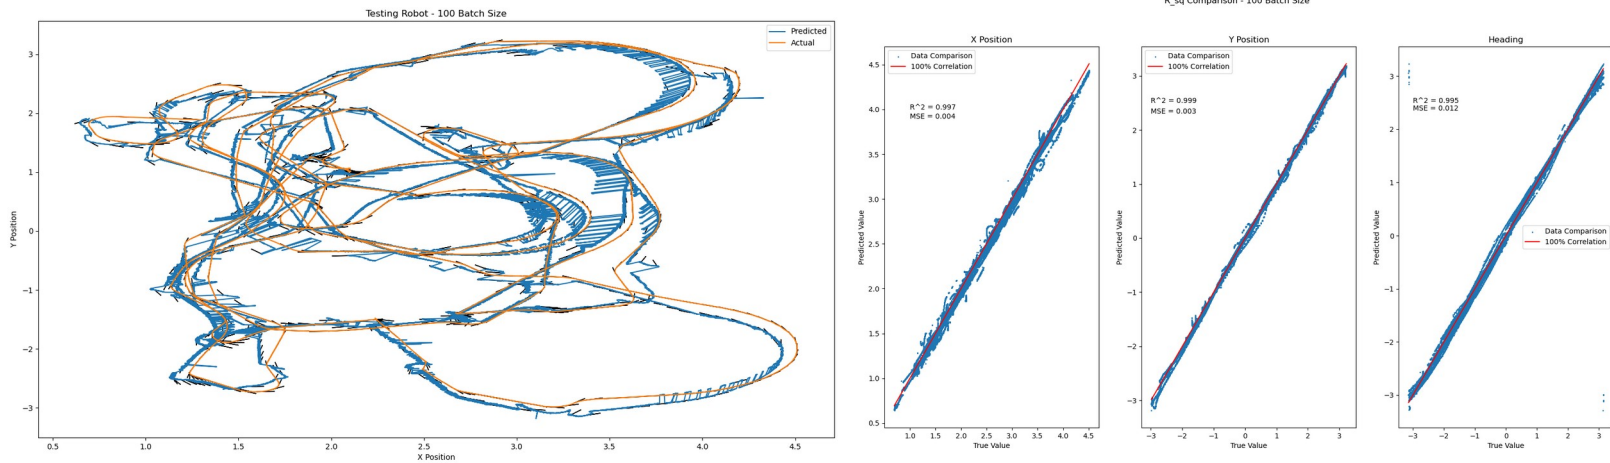 Testing Robot - 100 Batch Size
Predicted
Actual
Y Position
3
2
1
0
−1
−2
−3
0.5 1.0 1.5 2.0 2.5 3.0 3.5 4.0 4.5
X Position
R_sq Comparison - 100 Batch Size
X Position
Data Comparison
100% Correlation
R^2 = 0.997
MSE = 0.004
Predicted Value
4.5
4.0
3.5
3.0
2.5
2.0
1.5
1.0
0.5
1.0 1.5 2.0 2.5 3.0 3.5 4.0 4.5
True Value
Y Position
Data Comparison
100% Correlation
R^2 = 0.999
MSE = 0.003
Predicted Value
3
2
1
0
−1
−2
−3
−3 −2 −1 0 1 2 3
True Value
Heading
R^2 = 0.995
MSE = 0.012
Data Comparison
100% Correlation
Predicted Value
3
2
1
0
−1
−2
−3
−3 −2 −1 0 1 2 3
True Value